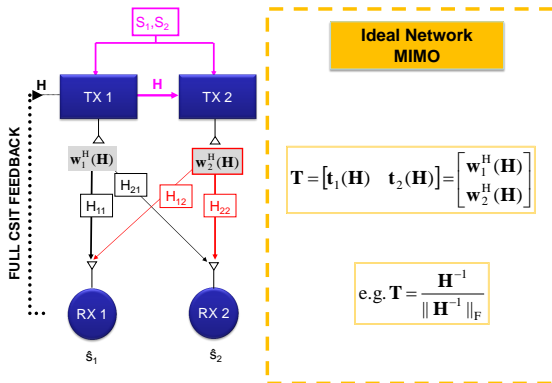 S₁,S₂
H
TX 1
H
TX 2
w₁ᴴ(H)
w₂ᴴ(H)
H₂₁
H₁₁
H₁₂
H₂₂
FULL CSIT FEEDBACK
RX 1
RX 2
ŝ₁
ŝ₂
Ideal Network
MIMO
T = [t₁(H) t₂(H)] = [w₁ᴴ(H)
w₂ᴴ(H)]
e.g. T = H⁻¹ / ‖ H⁻¹ ‖F